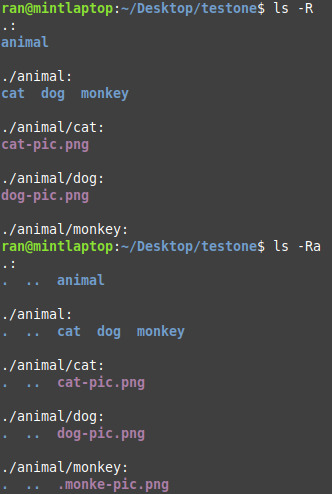 ran@mintlaptop:~/Desktop/testone$ ls -R
.:
animal
./animal:
cat  dog  monkey
./animal/cat:
cat-pic.png
./animal/dog:
dog-pic.png
./animal/monkey:
ran@mintlaptop:~/Desktop/testone$ ls -Ra
.:
.  ..  animal
./animal:
.  ..  cat  dog  monkey
./animal/cat:
.  ..  cat-pic.png
./animal/dog:
.  ..  dog-pic.png
./animal/monkey:
.  ..  .monke-pic.png